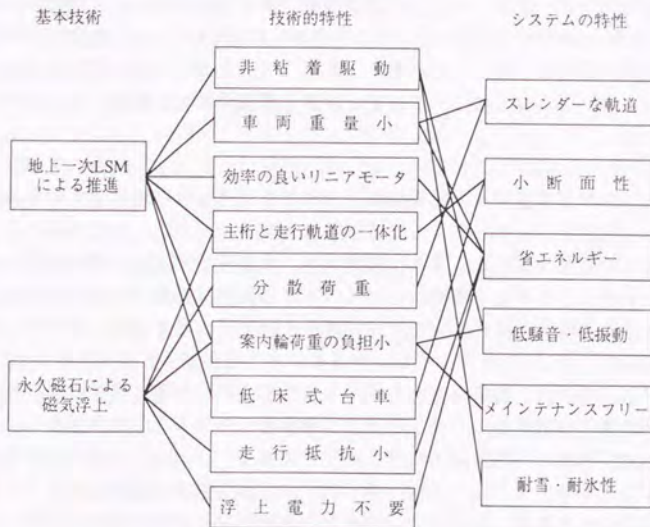 基本技術
技術的特性
システムの特性
地上一次LSM
による推進
永久磁石による
磁気浮上
非粘着駆動
車両重量小
効率の良いリニアモータ
主桁と走行軌道の一体化
分散荷重
案内輪荷重の負担小
低床式台車
走行抵抗小
浮上電力不要
スレンダーな軌道
小断面性
省エネルギー
低騒音・低振動
メインテナンスフリー
耐雪・耐氷性